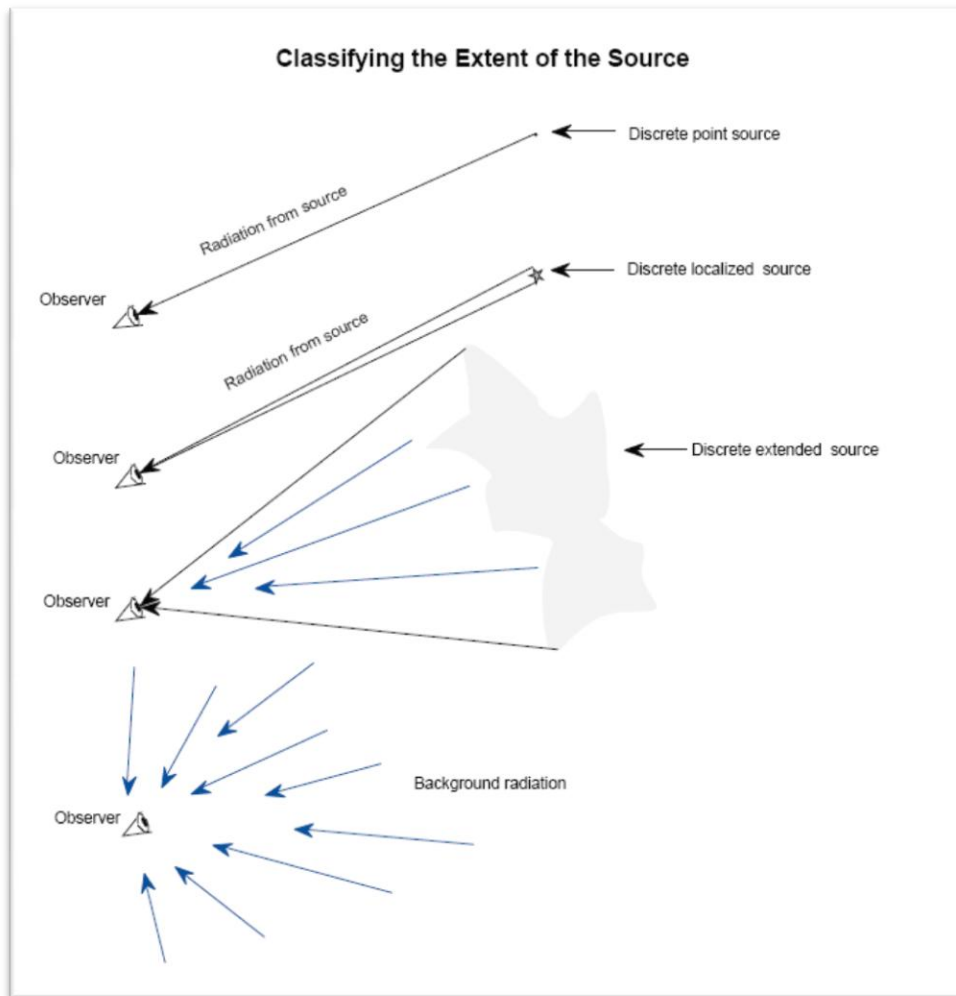 Classifying the Extent of the Source
Discrete point source
Radiation from source
Observer
Discrete localized source
Radiation from source
Observer
Discrete extended source
Observer
Background radiation
Observer